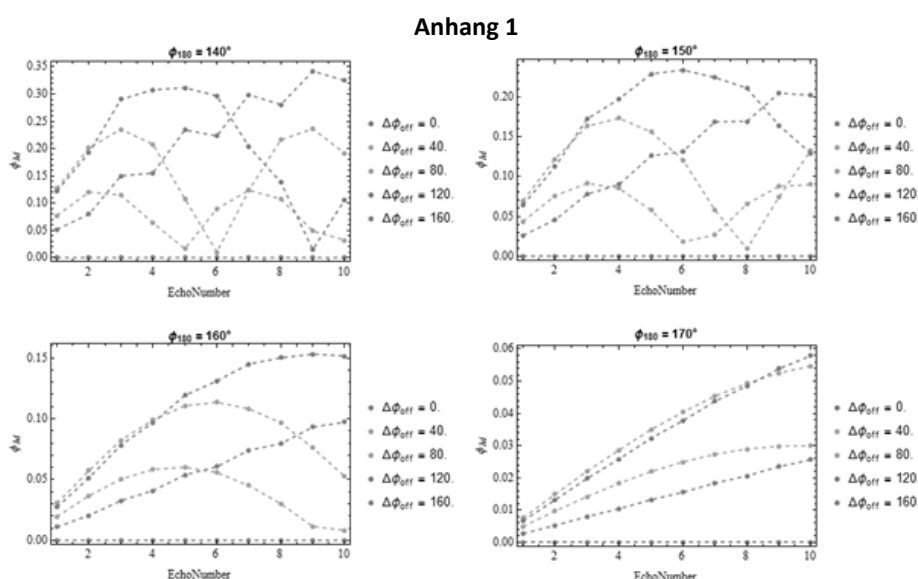 Anhang 1
ϕ180 = 140°
0.35
0.30
0.25
0.20
0.15
0.10
0.05
0.00
ϕM
2 4 6 8 10
EchoNumber
Δϕoff = 0.
Δϕoff = 40.
Δϕoff = 80.
Δϕoff = 120.
Δϕoff = 160.
ϕ180 = 150°
0.20
0.15
0.10
0.05
0.00
ϕM
2 4 6 8 10
EchoNumber
Δϕoff = 0.
Δϕoff = 40.
Δϕoff = 80.
Δϕoff = 120.
Δϕoff = 160.
ϕ180 = 160°
0.15
0.10
0.05
0.00
ϕM
2 4 6 8 10
EchoNumber
Δϕoff = 0.
Δϕoff = 40.
Δϕoff = 80.
Δϕoff = 120.
Δϕoff = 160.
ϕ180 = 170°
0.06
0.05
0.04
0.03
0.02
0.01
0.00
ϕM
2 4 6 8 10
EchoNumber
Δϕoff = 0.
Δϕoff = 40.
Δϕoff = 80.
Δϕoff = 120.
Δϕoff = 160.